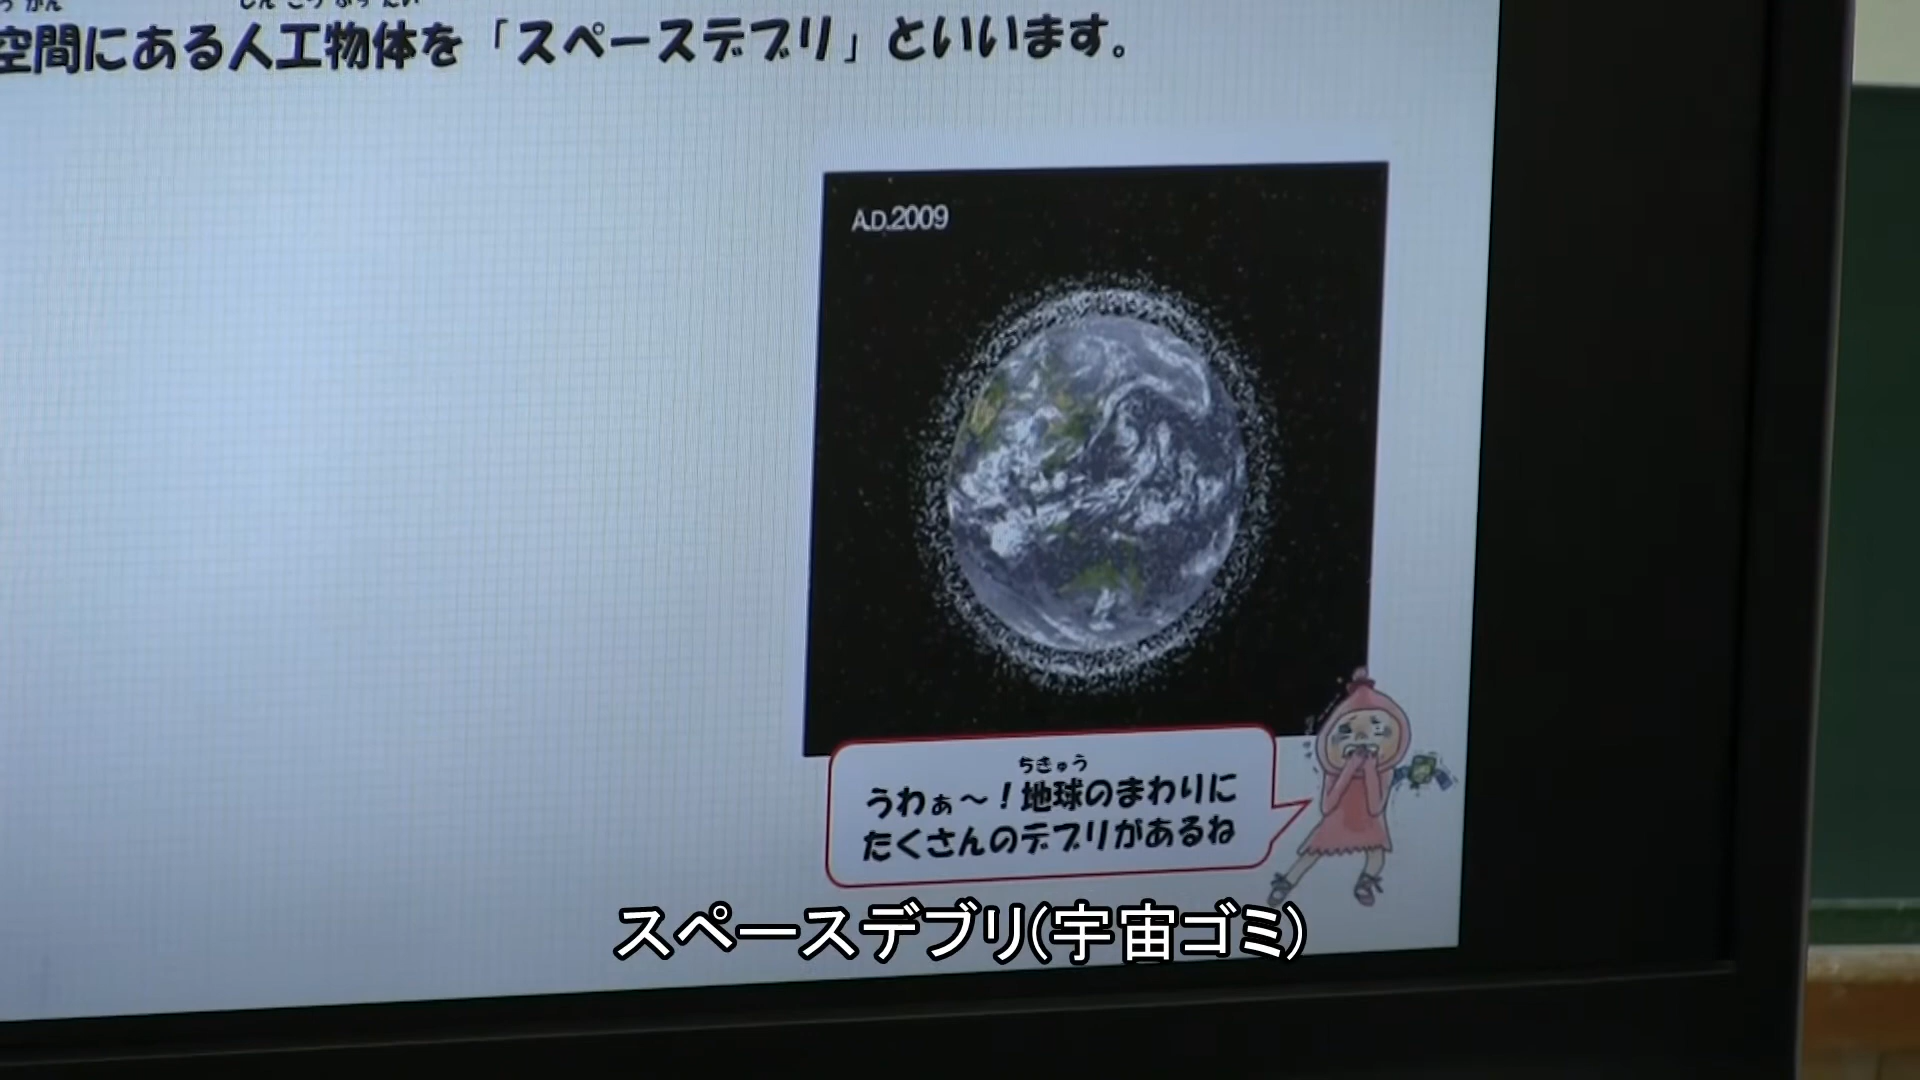 空間にある人工物体を「スペースデブリ」といいます。
A.D.2009
ちきゅう
うわぁ～！地球のまわりに
たくさんのデブリがあるね
スペースデブリ(宇宙ゴミ)